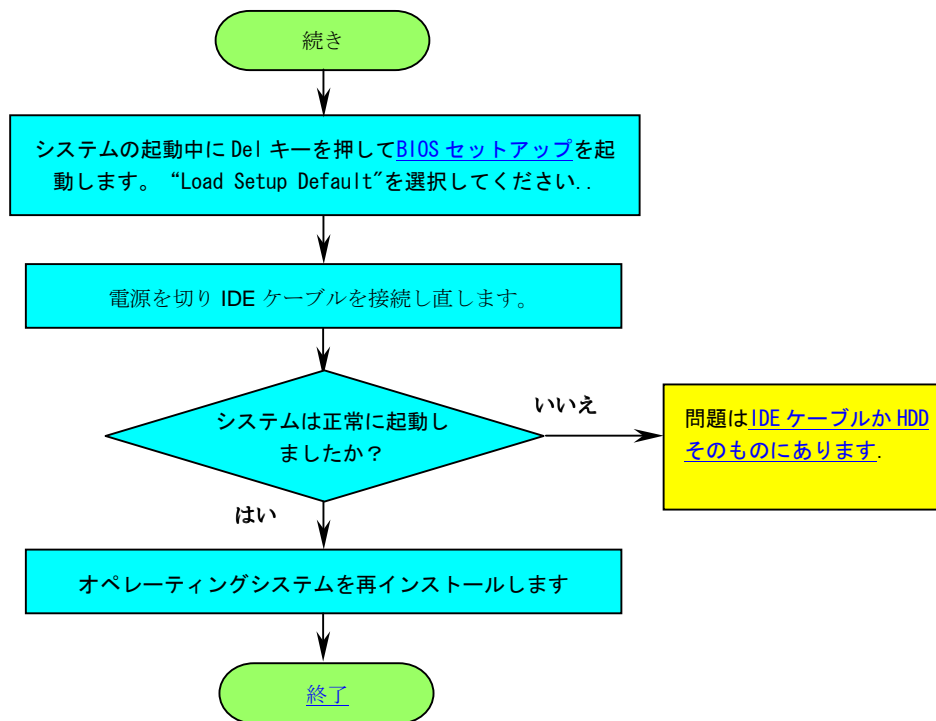 続き
システムの起動中に Del キーを押してBIOS セットアップを起
動します。“Load Setup Default"を選択してください..
電源を切り IDE ケーブルを接続し直します。
システムは正常に起動し
ましたか？
いいえ
問題はIDE ケーブルか HDD
そのものにあります.
はい
オペレーティングシステムを再インストールします
終了